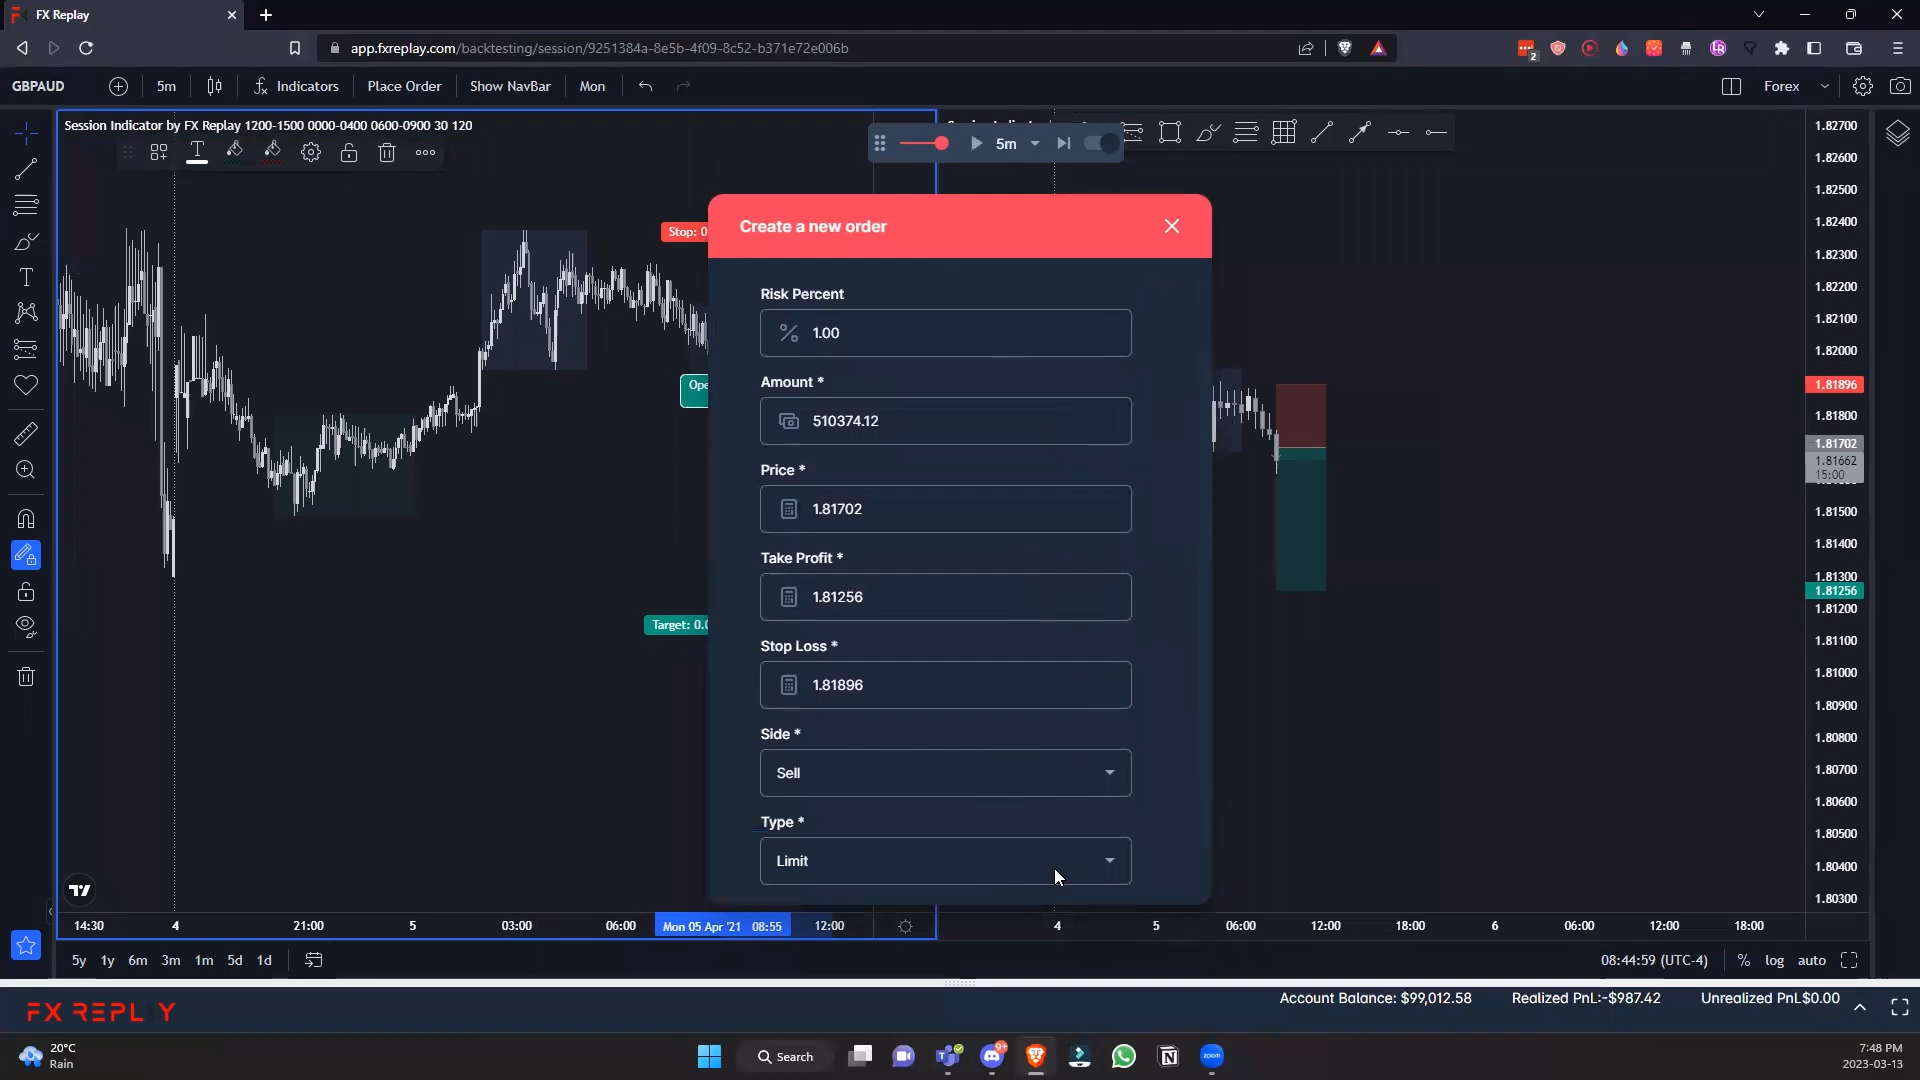 FX Replay
app.fxreplay.com/backtesting/session/9251384a-8e5b-4f09-8c52-b371e72e006b
2
GBPAUD
5m
Indicators
Place Order
Show NavBar
Mon
Forex
Session Indicator by FX Replay 1200-1500 0000-0400 0600-0900 30 120
5m
Stop: 0
Ope
Target: 0.0
Create a new order
Risk Percent
% 1.00
Amount *
510374.12
Price *
1.81702
Take Profit *
1.81256
Stop Loss *
1.81896
Side *
Sell
Type *
Limit
1.82700
1.82600
1.82500
1.82400
1.82300
1.82200
1.82100
1.82000
1.81896
1.81800
1.81702
1.81662
15:00
1.81500
1.81400
1.81300
1.81256
1.81200
1.81100
1.81000
1.80900
1.80800
1.80700
1.80600
1.80500
1.80400
1.80300
14:30 4 21:00 5 03:00 06:00 Mon 05 Apr '21 08:55 12:00
4 5 06:00 12:00 18:00 6 06:00 12:00 18:00
5y 1y 6m 3m 1m 5d 1d
08:44:59 (UTC-4) % log auto
FX REPLAY
Account Balance: $99,012.58 Realized PnL:-$987.42 Unrealized PnL$0.00
20°C
Rain
Search
9+
zoom
7:48 PM
2023-03-13